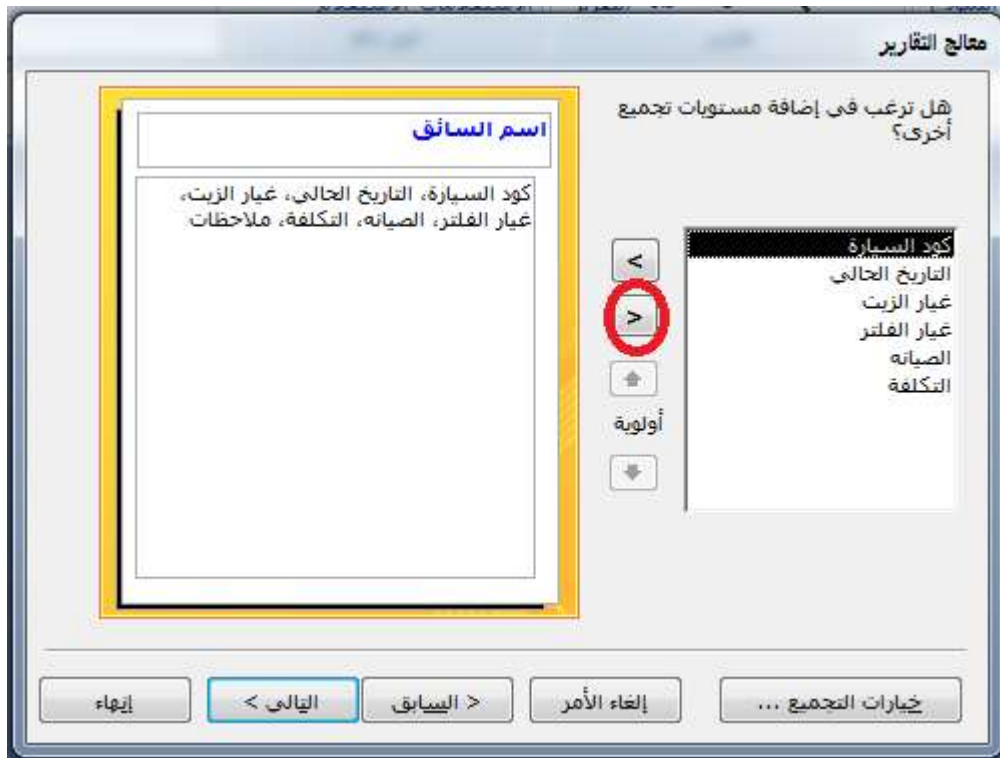 معالج التقارير
هل ترغب في إضافة مستويات تجميع
أخرى؟
اسم السائق
كود السيارة، التاريخ الحالى، غيار الزيت،
غيار الفلتر، الصيانه، التكلفة، ملاحظات
كود السيارة
التاريخ الحالى
غيار الزيت
غيار الفلتر
الصيانه
التكلفة
>
<
أولوية
خيارات التجميع ...
إلغاء الأمر
< السابق
التالي >
إنهاء